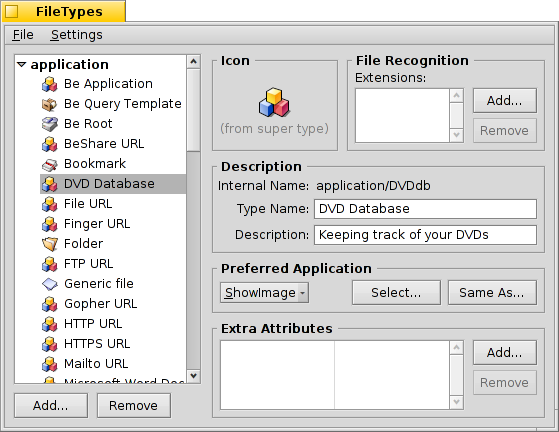 FileTypes
File Settings
application
Be Application
Be Query Template
Be Root
BeShare URL
Bookmark
DVD Database
File URL
Finger URL
Folder
FTP URL
Generic file
Gopher URL
HTTP URL
HTTPS URL
Mailto URL
Microsoft Word Doc
Add...
Remove
Icon
(from super type)
File Recognition
Extensions:
Add...
Remove
Description
Internal Name: application/DVDdb
Type Name: DVD Database
Description: Keeping track of your DVDs
Preferred Application
ShowImage
Select...
Same As...
Extra Attributes
Add...
Remove